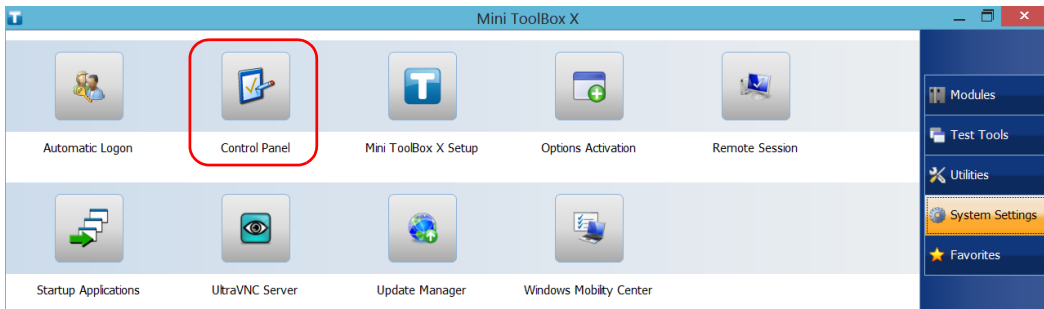 Mini ToolBox X
Automatic Logon
Control Panel
Mini ToolBox X Setup
Options Activation
Remote Session
Startup Applications
UltraVNC Server
Update Manager
Windows Mobility Center
Modules
Test Tools
Utilities
System Settings
Favorites